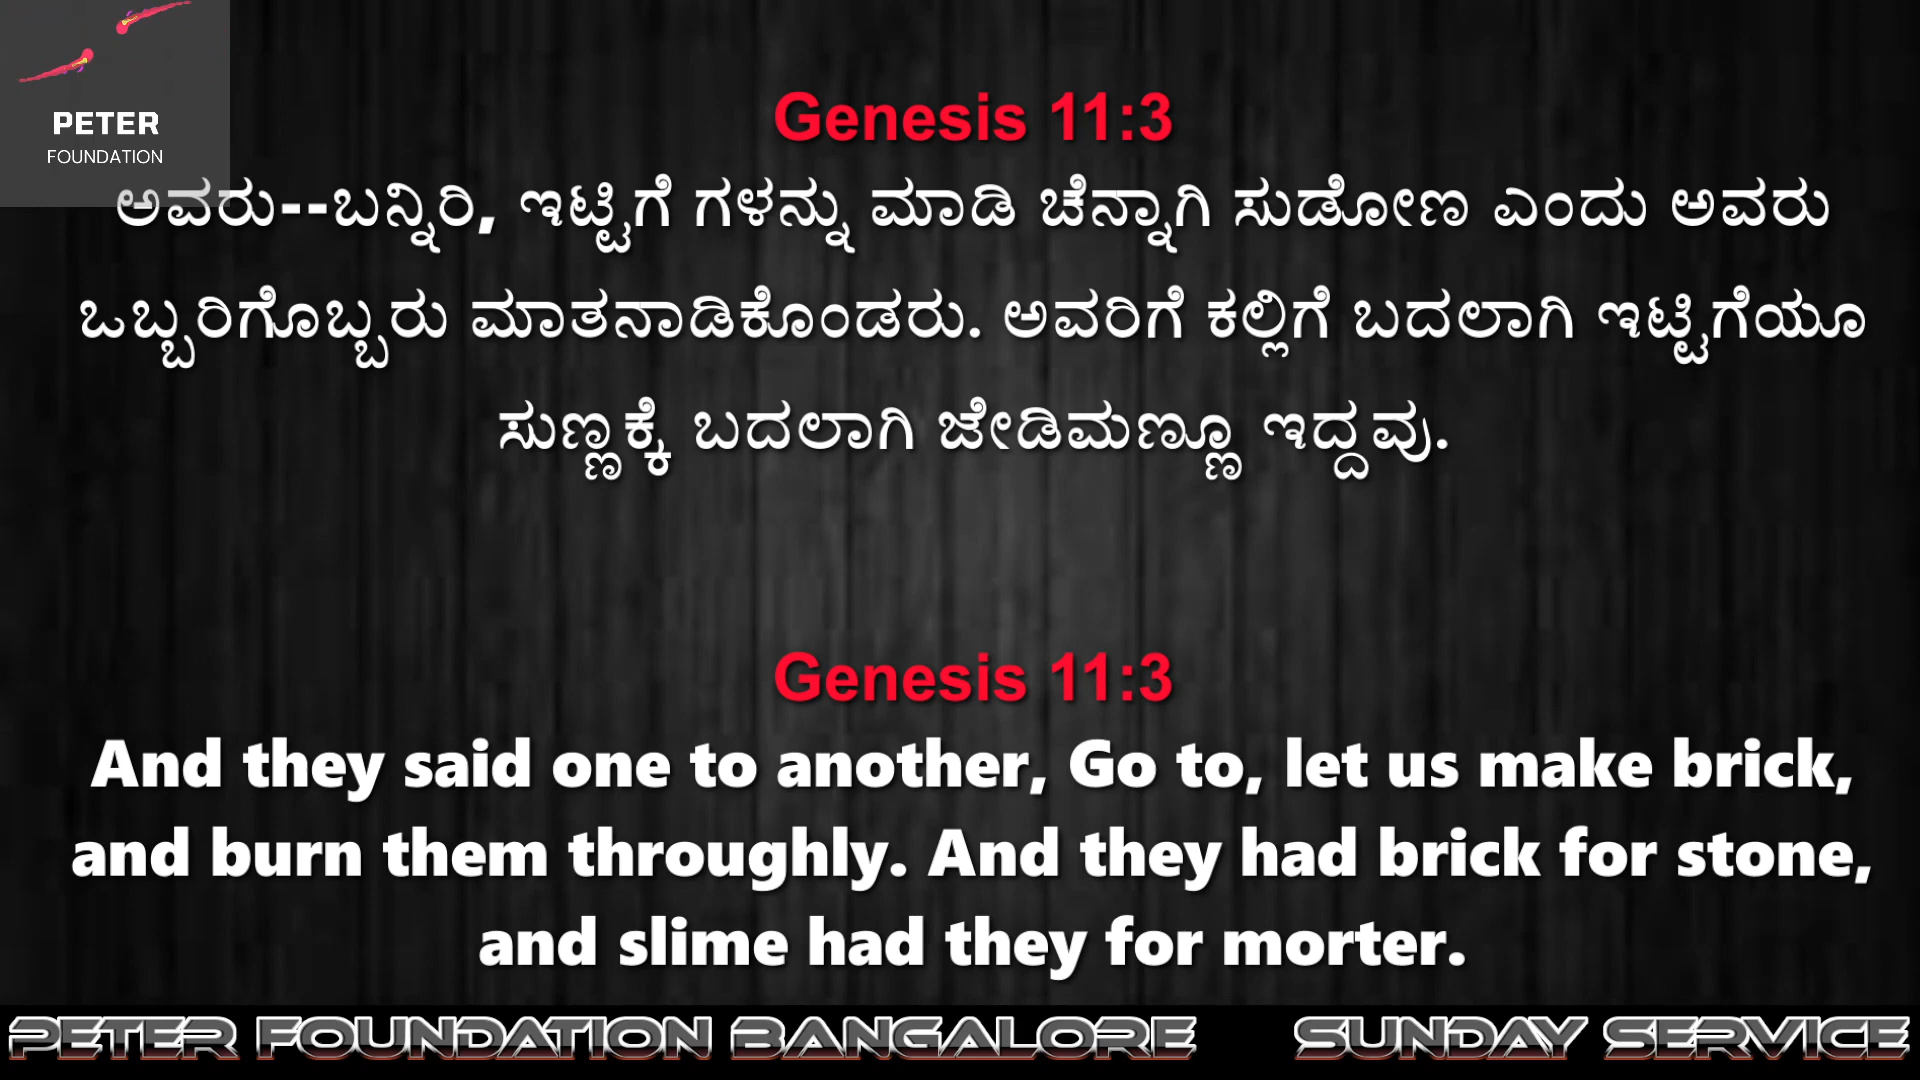 PETER
FOUNDATION
Genesis 11:3
ಅವರು--ಬನ್ನಿರಿ, ಇಟ್ಟಿಗೆ ಗಳನ್ನು ಮಾಡಿ ಚೆನ್ನಾಗಿ ಸುಡೋಣ ಎಂದು ಅವರು
ಒಬ್ಬರಿಗೊಬ್ಬರು ಮಾತನಾಡಿಕೊಂಡರು. ಅವರಿಗೆ ಕಲ್ಲಿಗೆ ಬದಲಾಗಿ ಇಟ್ಟಿಗೆಯೂ
ಸುಣ್ಣಕ್ಕೆ ಬದಲಾಗಿ ಜೇಡಿಮಣ್ಣೂ ಇದ್ದವು.
Genesis 11:3
And they said one to another, Go to, let us make brick,
and burn them throughly. And they had brick for stone,
and slime had they for morter.
PETER FOUNDATION BANGALORE SUNDAY SERVICE